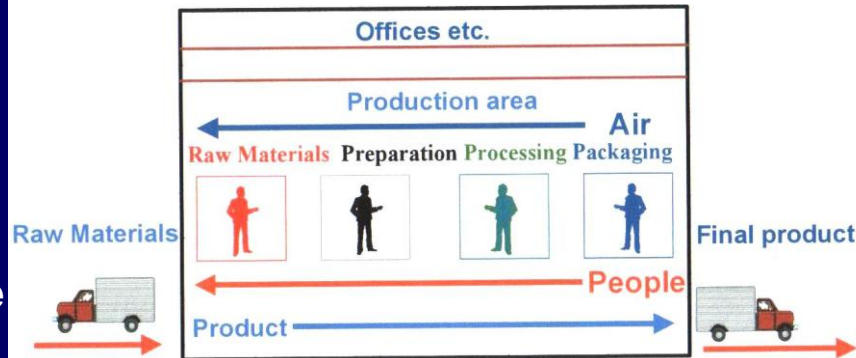 Offices etc.
Production area
Air
Raw Materials Preparation Processing Packaging
Raw Materials
Final product
e
People
Product